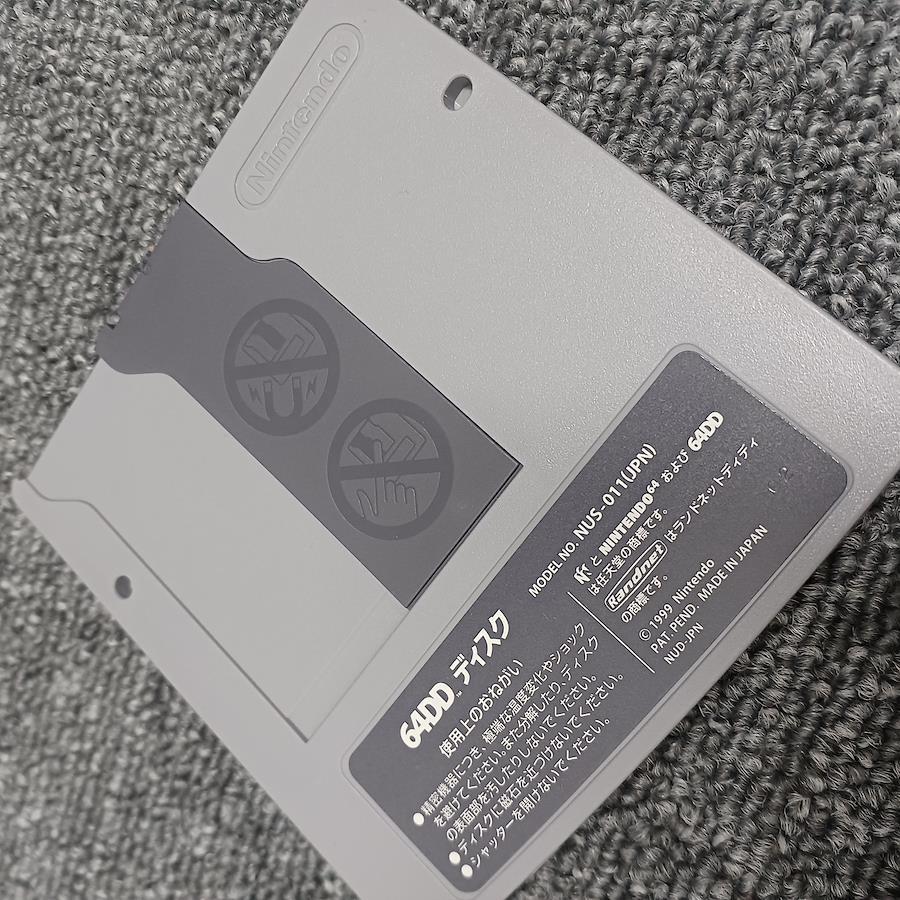 Nintendo
64DD ディスク
MODEL NO. NUS-011(JPN)
使用上のおねがい
●精密機器につき、極端な温度変化やショック
を避けてください。また分解したり、ディスク
の表面部を汚したりしないでください。
●ディスクに磁石を近づけないでください。
●シャッターを開けないでください。
と NINTENDO64 および 64DD
は任天堂の商標です。
Randnet はランドネットディディ
の商標です。
© 1999 Nintendo
PAT. PEND. MADE IN JAPAN
NUD-JPN